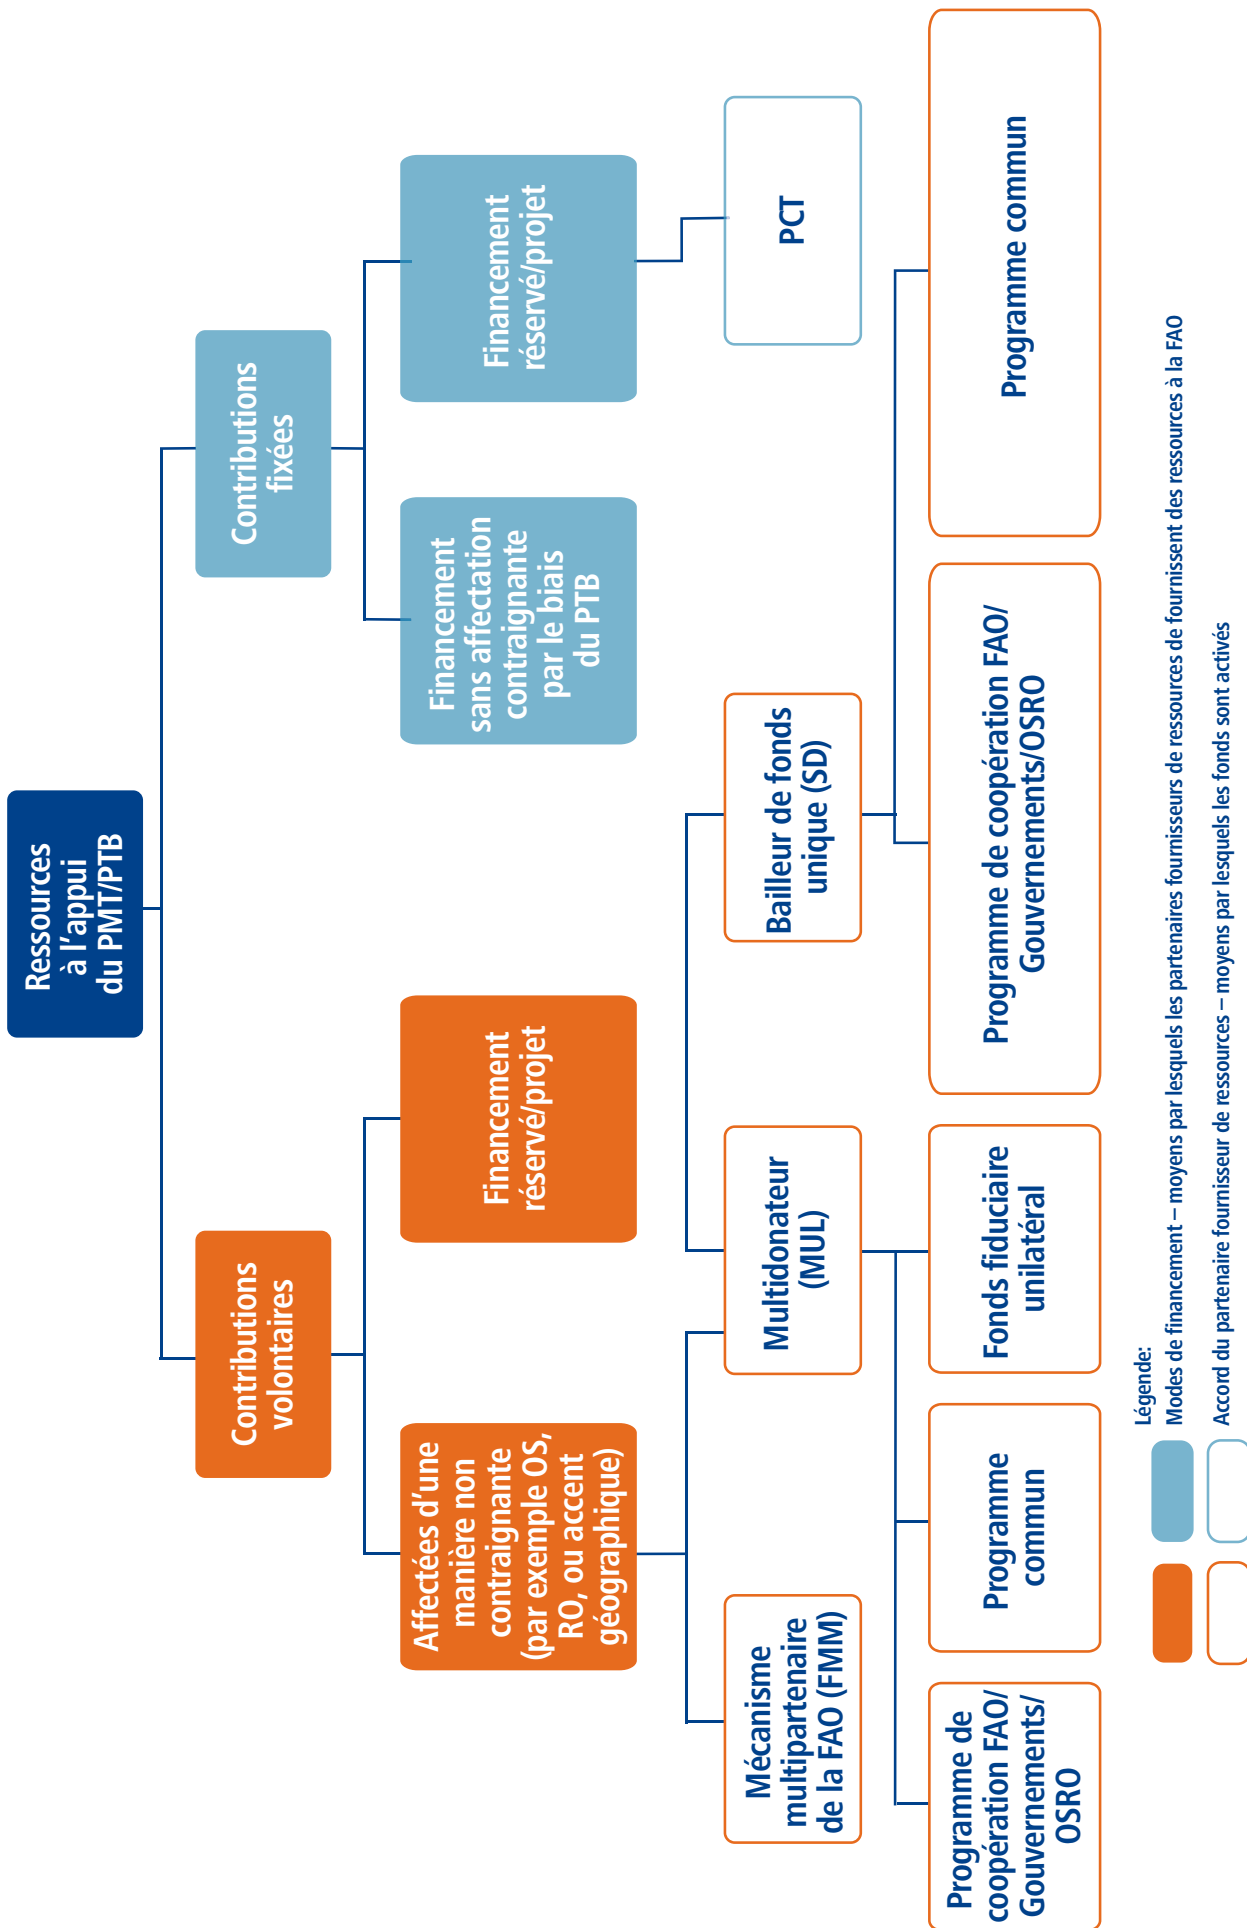 Ressources
à l'appui
du PMT/PTB
Contributions
volontaires
Contributions
fixées
Affectées d'une
manière non
contraignante
(par exemple OS,
RO, ou accent
géographique)
Financement
réservé/projet
Financement
sans affectation
contraignante
par le biais
du PTB
Financement
réservé/projet
Mécanisme
multipartenaire
de la FAO (FMM)
Multidonateur
(MUL)
Bailleur de fonds
unique (SD)
PCT
Programme de
coopération FAO/
Gouvernements/
OSRO
Programme
commun
Fonds fiduciaire
unilatéral
Programme de coopération FAO/
Gouvernements/OSRO
Programme commun
Légende:
Modes de financement – moyens par lesquels les partenaires fournisseurs de ressources de fournissent des ressources à la FAO
Accord du partenaire fournisseur de ressources – moyens par lesquels les fonds sont activés